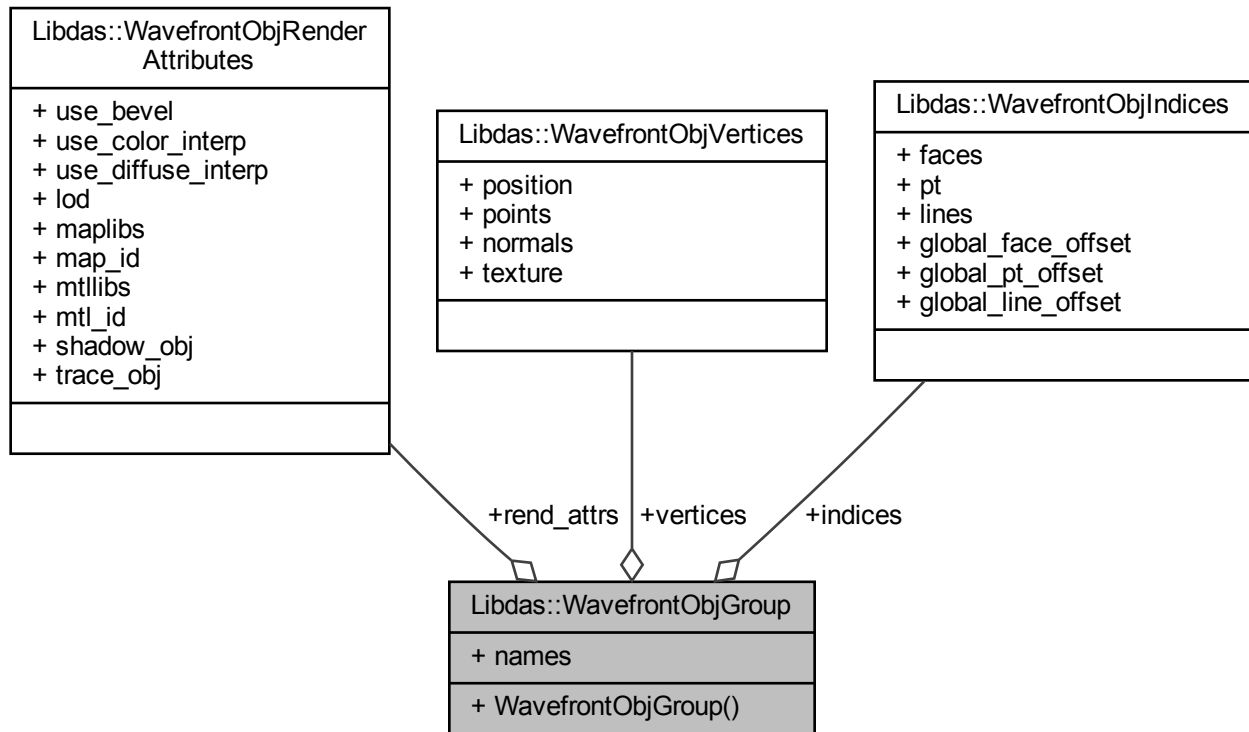 Libdas::WavefrontObjRender
Attributes
+ use_bevel
+ use_color_interp
+ use_diffuse_interp
+ lod
+ maplibs
+ map_id
+ mtllibs
+ mtl_id
+ shadow_obj
+ trace_obj
Libdas::WavefrontObjVertices
+ position
+ points
+ normals
+ texture
Libdas::WavefrontObjIndices
+ faces
+ pt
+ lines
+ global_face_offset
+ global_pt_offset
+ global_line_offset
+rend_attrs
+vertices
+indices
Libdas::WavefrontObjGroup
+ names
+ WavefrontObjGroup()